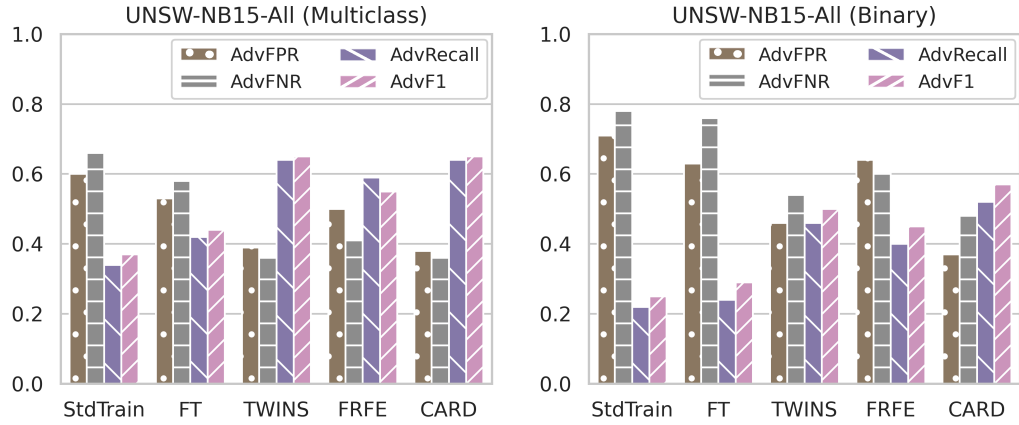 UNSW-NB15-All (Multiclass)
1.0
0.8
0.6
0.4
0.2
0.0
AdvFPR
AdvFNR
AdvRecall
AdvF1
StdTrain
FT
TWINS
FRFE
CARD
UNSW-NB15-All (Binary)
1.0
0.8
0.6
0.4
0.2
0.0
AdvFPR
AdvFNR
AdvRecall
AdvF1
StdTrain
FT
TWINS
FRFE
CARD